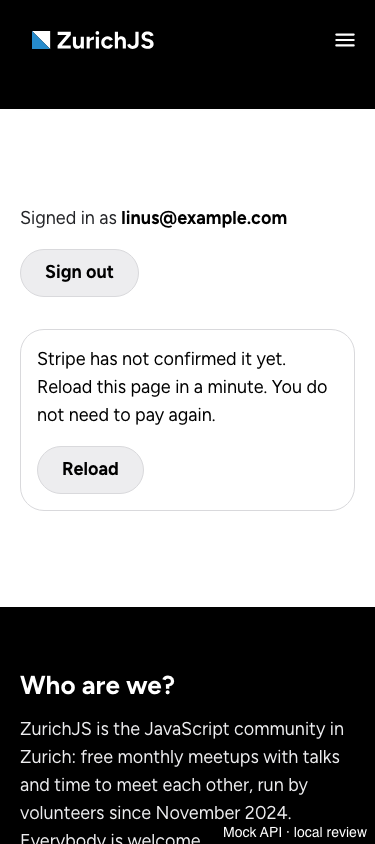 ZurichJS
Signed in as linus@example.com
Sign out
Stripe has not confirmed it yet.
Reload this page in a minute. You do
not need to pay again.
Reload
Who are we?
ZurichJS is the JavaScript community in
Zurich: free monthly meetups with talks
and time to meet each other, run by
volunteers since November 2024.
Everybody is welcome.
Mock API · local review